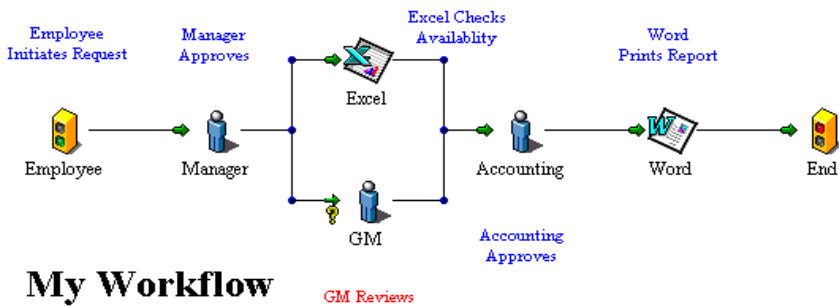 Employee
Initiates Request
Manager
Approves
Excel Checks
Availablity
Word
Prints Report
Excel
Employee
Manager
Accounting
Word
End
?
GM
Accounting
Approves
My Workflow
GM Reviews